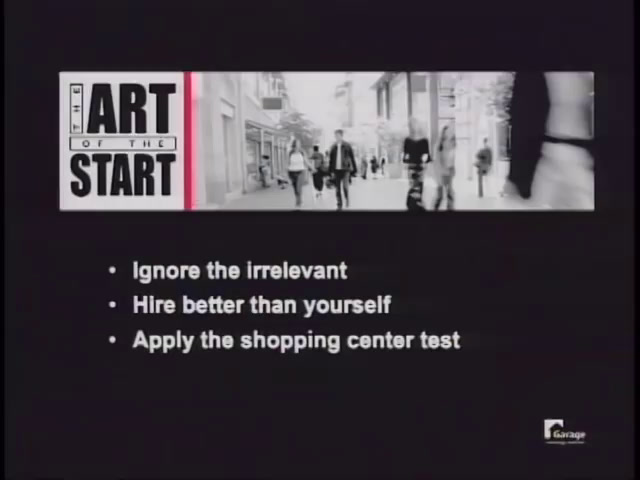 THE
ART
OF THE
START
• Ignore the irrelevant
• Hire better than yourself
• Apply the shopping center test
Garage